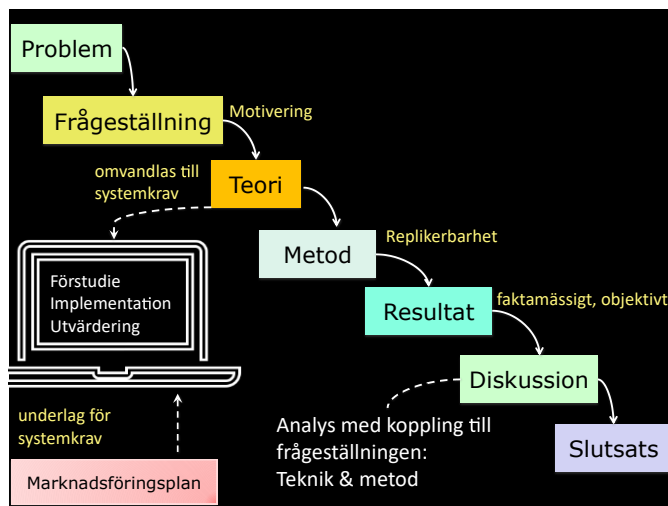 Problem
Frågeställning
Motivering
omvandlas till
systemkrav
Teori
Metod
Replikerbarhet
Förstudie
Implementation
Utvärdering
Resultat
faktamässigt, objektivt
Diskussion
underlag för
systemkrav
Analys med koppling till
frågeställningen:
Teknik & metod
Slutsats
Marknadsföringsplan